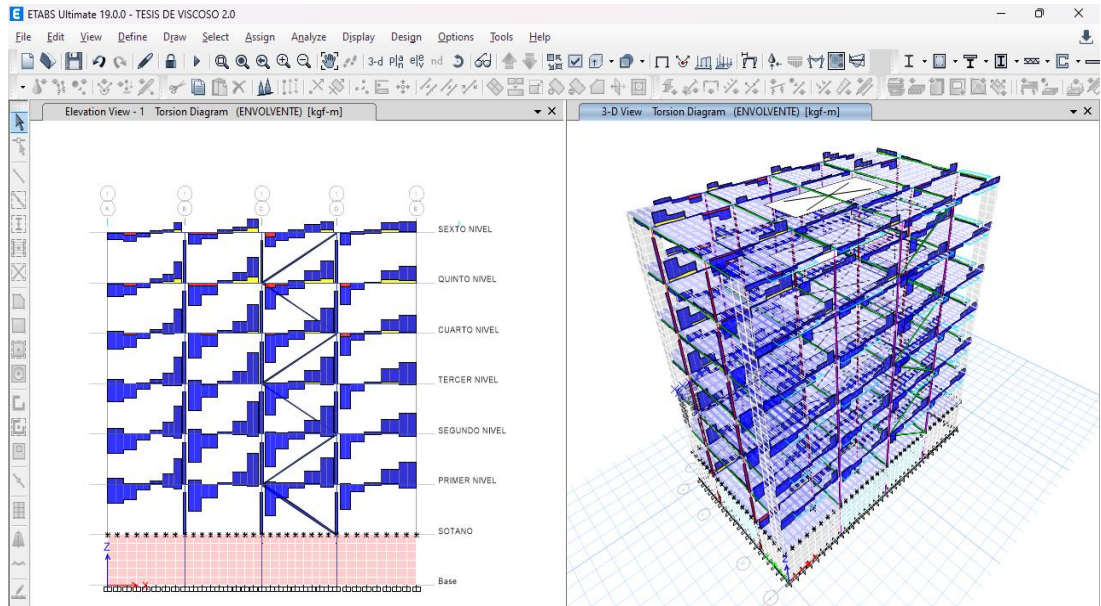 ETABS Ultimate 19.0.0 - TESIS DE VISCOSO 2.0
File Edit View Define Draw Select Assign Analyze Display Design Options Tools Help
3-d
nd
Elevation View - 1 Torsion Diagram (ENVOLVENTE) [kgf-m]
3-D View Torsion Diagram (ENVOLVENTE) [kgf-m]
A B C D E
SEXTO NIVEL
QUINTO NIVEL
CUARTO NIVEL
TERCER NIVEL
SEGUNDO NIVEL
PRIMER NIVEL
SOTANO
Z
X
Base
Z